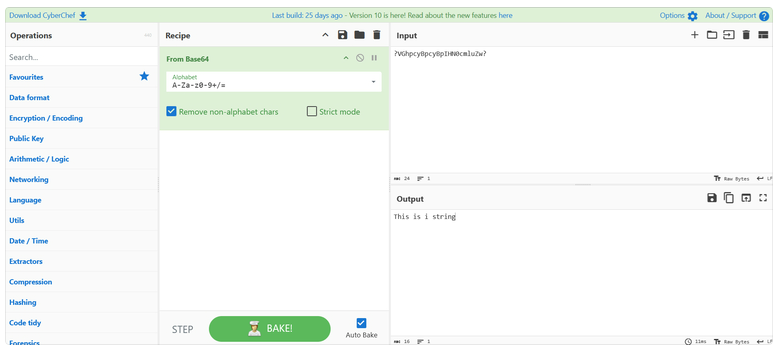 Download CyberChef
Last build: 25 days ago - Version 10 is here! Read about the new features here
Options
About / Support
Operations
Search...
Favourites
Data format
Encryption / Encoding
Public Key
Arithmetic / Logic
Networking
Language
Utils
Date / Time
Extractors
Compression
Hashing
Code tidy
Forensics
Recipe
From Base64
Alphabet
A-Za-z0-9+/=
Remove non-alphabet chars
Strict mode
STEP
BAKE!
Auto Bake
Input
?VGhpcyBpcyBpIHN0cmluZw?
24 1
Raw Bytes LF
Output
This is i string
16 1
11ms Raw Bytes LF